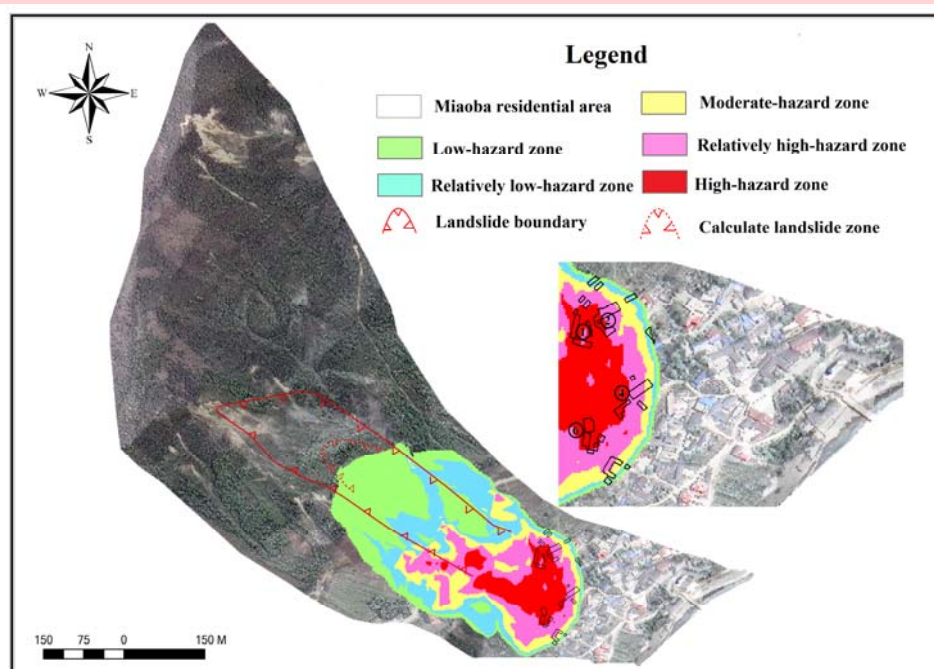 Legend
N
W E
S
Miaoba residential area
Moderate-hazard zone
Low-hazard zone
Relatively high-hazard zone
Relatively low-hazard zone
High-hazard zone
Landslide boundary
Calculate landslide zone
150 75 0 150 M